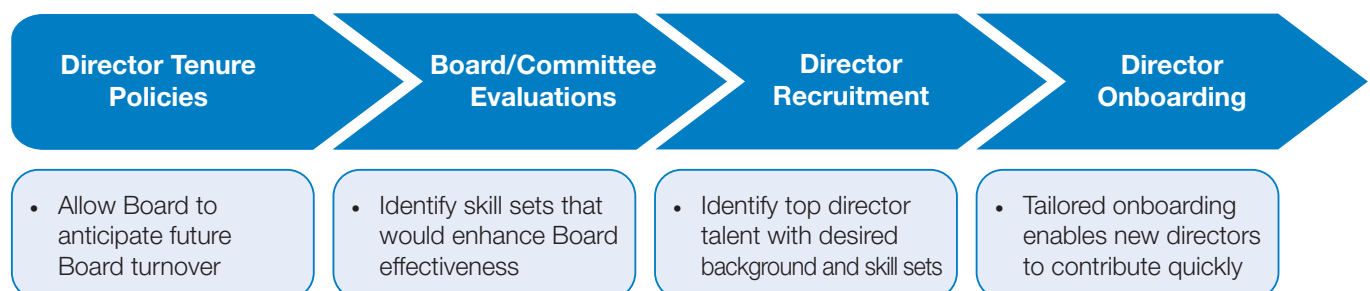 Director Tenure
Policies
Board/Committee
Evaluations
Director
Recruitment
Director
Onboarding
• Allow Board to
anticipate future
Board turnover
• Identify skill sets that
would enhance Board
effectiveness
• Identify top director
talent with desired
background and skill sets
• Tailored onboarding
enables new directors
to contribute quickly